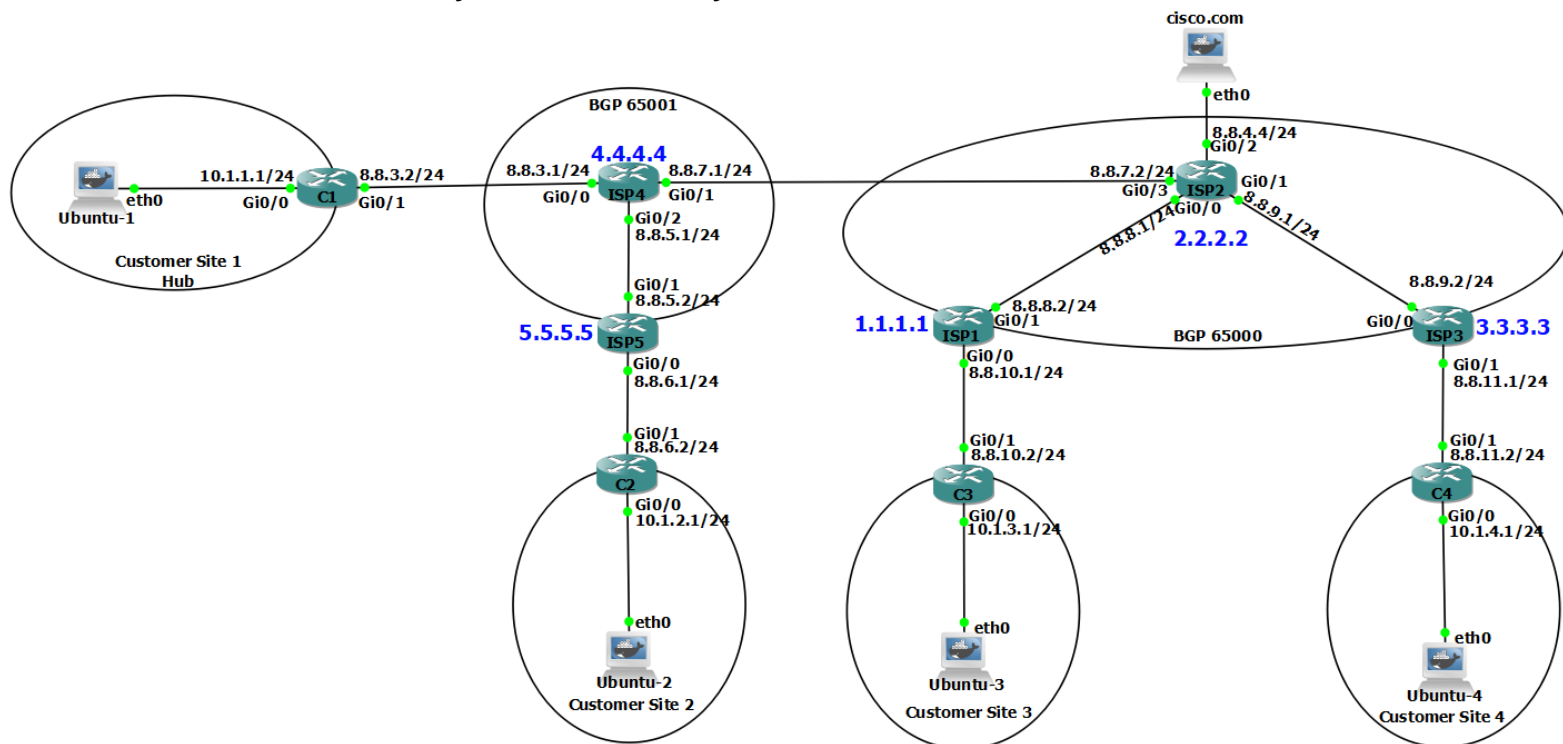 cisco.com
eth0
BGP 65001
8.8.4.4/24
Gi0/2
4.4.4.4
10.1.1.1/24
8.8.3.2/24
8.8.3.1/24
8.8.7.1/24
8.8.7.2/24
Gi0/1
eth0
Gi0/0
C1
Gi0/1
Gi0/0
ISP4
Gi0/1
Gi0/3
ISP2
Gi0/0
8.8.9.1/24
Ubuntu-1
Gi0/2
8.8.5.1/24
8.8.8.1/24
2.2.2.2
Customer Site 1
Hub
Gi0/1
8.8.5.2/24
8.8.9.2/24
8.8.8.2/24
5.5.5.5
ISP5
1.1.1.1
ISP1
Gi0/1
BGP 65000
Gi0/0
ISP3
3.3.3.3
Gi0/0
8.8.6.1/24
Gi0/0
8.8.10.1/24
Gi0/1
8.8.11.1/24
Gi0/1
8.8.6.2/24
Gi0/1
8.8.10.2/24
Gi0/1
8.8.11.2/24
C2
C3
C4
Gi0/0
10.1.2.1/24
Gi0/0
10.1.3.1/24
Gi0/0
10.1.4.1/24
eth0
eth0
eth0
Ubuntu-2
Customer Site 2
Ubuntu-3
Customer Site 3
Ubuntu-4
Customer Site 4